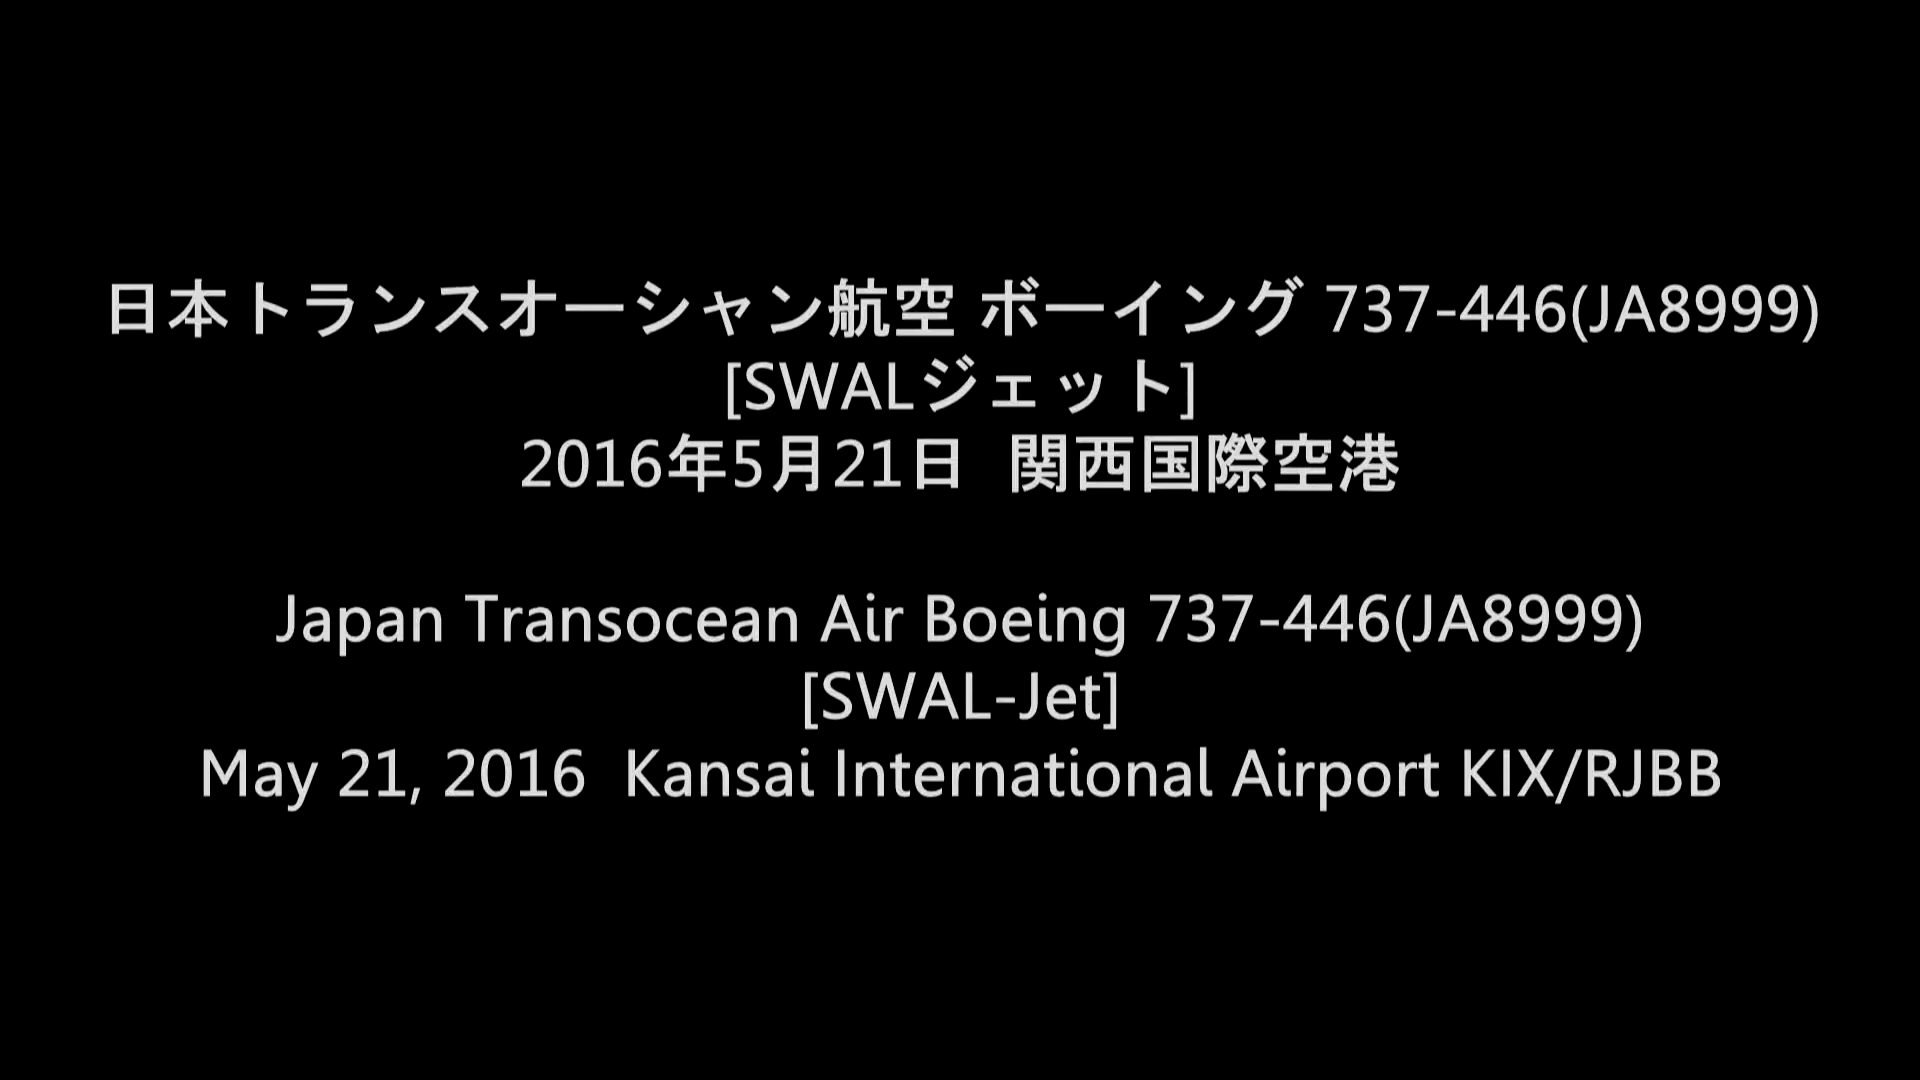 日本トランスオーシャン航空 ボーイング 737-446(JA8999)
[SWALジェット]
2016年5月21日　関西国際空港
Japan Transocean Air Boeing 737-446(JA8999)
[SWAL-Jet]
May 21, 2016  Kansai International Airport KIX/RJBB